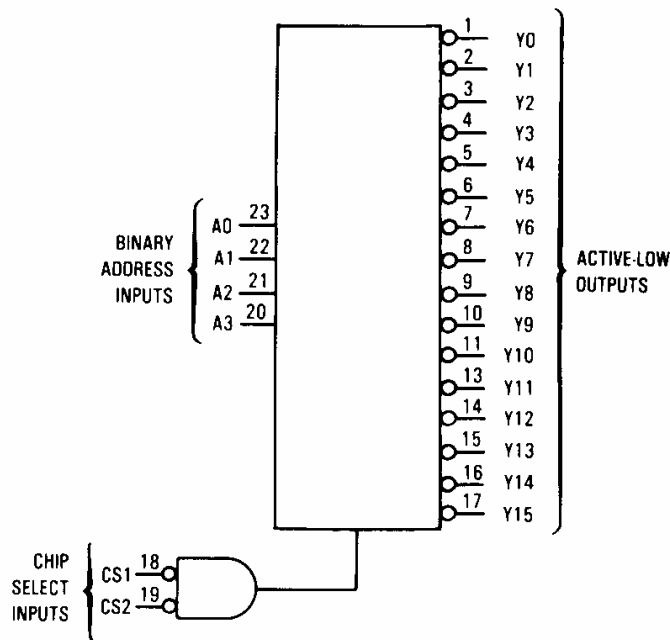 1 Y0
2 Y1
3 Y2
4 Y3
5 Y4
6 Y5
7 Y6
8 Y7
9 Y8
10 Y9
11 Y10
13 Y11
14 Y12
15 Y13
16 Y14
17 Y15
BINARY
ADDRESS
INPUTS
A0 23
A1 22
A2 21
A3 20
ACTIVE-LOW
OUTPUTS
CHIP
SELECT
INPUTS
CS1 18
CS2 19